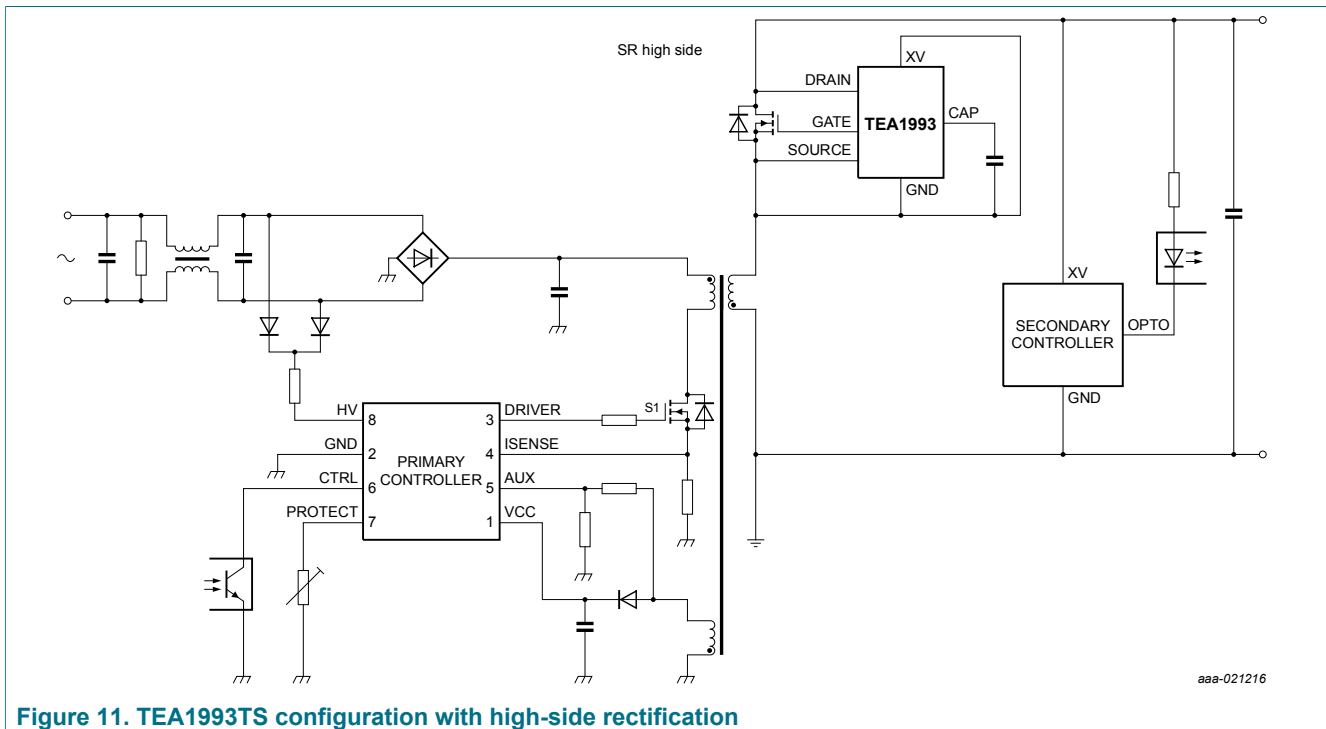 SR high side
XV
DRAIN
GATE
SOURCE
TEA1993
CAP
GND
XV
SECONDARY
CONTROLLER
OPTO
GND
HV
8
GND
2
CTRL
6
PROTECT
7
PRIMARY
CONTROLLER
3
DRIVER
4
ISENSE
5
AUX
1
VCC
S1
aaa-021216
Figure 11. TEA1993TS configuration with high-side rectification